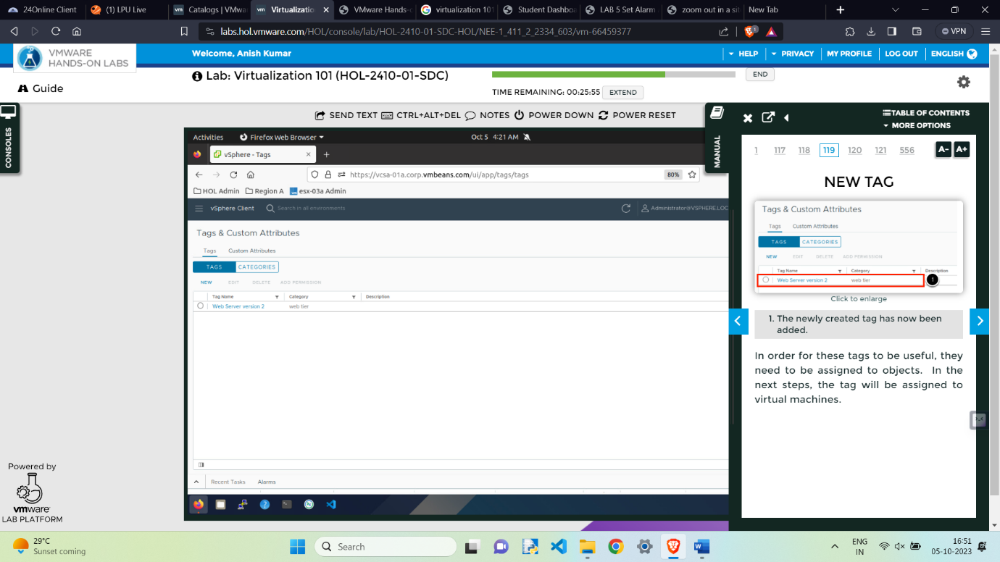 24Online Client
(1) LPU Live
Catalogs | VMwa
Virtualizatio
VMware Hands-o
virtualization 101
Student Dashboa
LAB 5 Set Alarm
zoom out in a sit
New Tab
labs.hol.vmware.com/HOL/console/lab/HOL-2410-01-SDC-HOL/NEE-1_411_2_2334_603/vm-66459377
VPN
VMWARE
HANDS-ON LABS
Welcome, Anish Kumar
HELP
PRIVACY
MY PROFILE
LOG OUT
ENGLISH
Guide
Lab: Virtualization 101 (HOL-2410-01-SDC)
END
TIME REMAINING: 00:25:55
EXTEND
SEND TEXT
CTRL+ALT+DEL
NOTES
POWER DOWN
POWER RESET
CONSOLES
Activities
Firefox Web Browser
Oct 5 4:21 AM
vSphere - Tags
https://vcsa-01a.corp.vmbeans.com/ui/app/tags/tags
80%
HOL Admin
Region A
esx-03a Admin
vSphere Client
Search in all environments
Administrator@VSPHERE.LOC
Tags & Custom Attributes
Tags
Custom Attributes
TAGS
CATEGORIES
NEW
EDIT
DELETE
ADD PERMISSION
Tag Name
Category
Description
Web Server version 2
web tier
Recent Tasks
Alarms
MANUAL
TABLE OF CONTENTS
MORE OPTIONS
1 117 118 119 120 121 556
A-
A+
NEW TAG
Tags & Custom Attributes
Tags
Custom Attributes
TAGS
CATEGORIES
NEW
EDIT
DELETE
ADD PERMISSION
Tag Name
Category
Description
Web Server version 2
web tier
1
Click to enlarge
1. The newly created tag has now been
added.
In order for these tags to be useful, they
need to be assigned to objects. In the
next steps, the tag will be assigned to
virtual machines.
Powered by
vmware
LAB PLATFORM
29°C
Sunset coming
Search
ENG
IN
16:51
05-10-2023